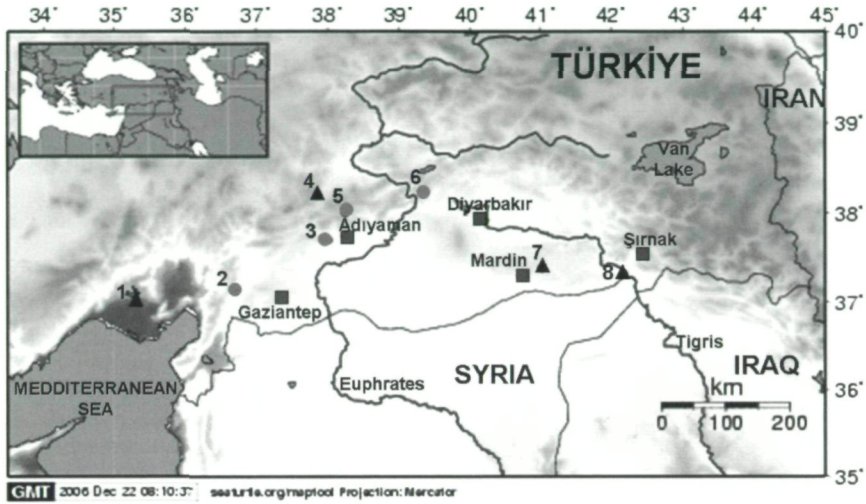 34° 35° 36° 37° 38° 39° 40° 41° 42° 43° 44° 45°
40°
TÜRKİYE
IRAN
39°
Van
Lake
4
5
6
38°
Diyarbakır
3
Adıyaman
Şırnak
Mardin
7
8
1
2
Gaziantep
37°
Tigris
MEDDITERRANEAN
SEA
Euphrates
SYRIA
IRAQ
km
0 100 200
36°
35°
GMT 2006 Dec 22 08:10:37 seaturtle.org/maptool Projection: Mercator